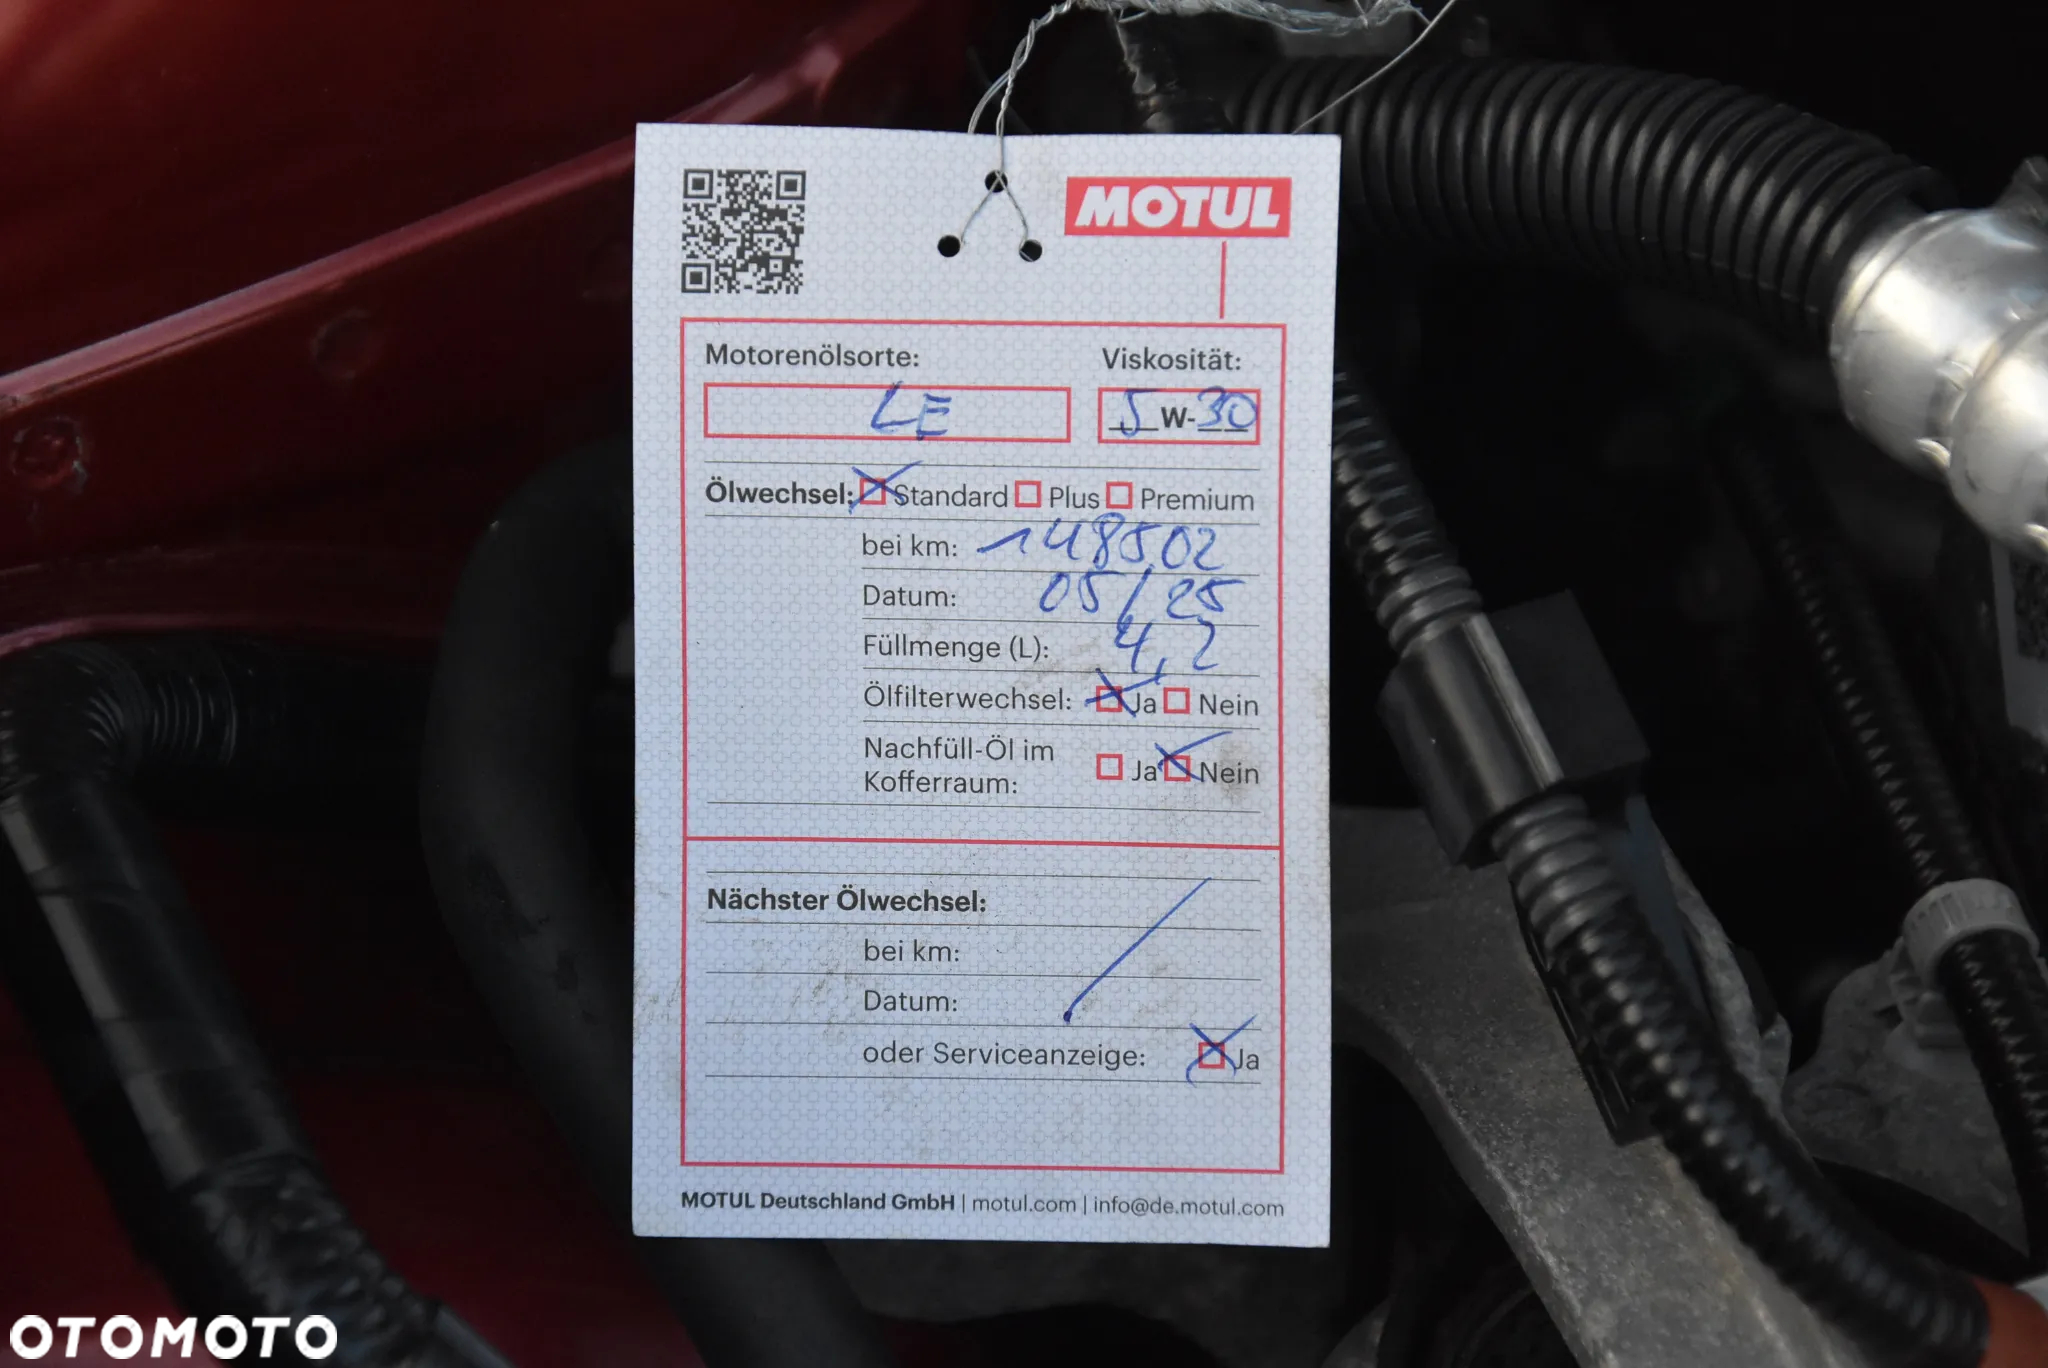 MOTUL
Motorenölsorte: Viskosität:
LE 5 W-30
Ölwechsel: Standard Plus Premium
bei km: 148502
Datum: 05/25
Füllmenge (L): 4,2
Ölfilterwechsel: Ja Nein
Nachfüll-Öl im
Kofferraum: Ja Nein
Nächster Ölwechsel:
bei km:
Datum:
oder Serviceanzeige: Ja
MOTUL Deutschland GmbH | motul.com | info@de.motul.com
OTOMOTO